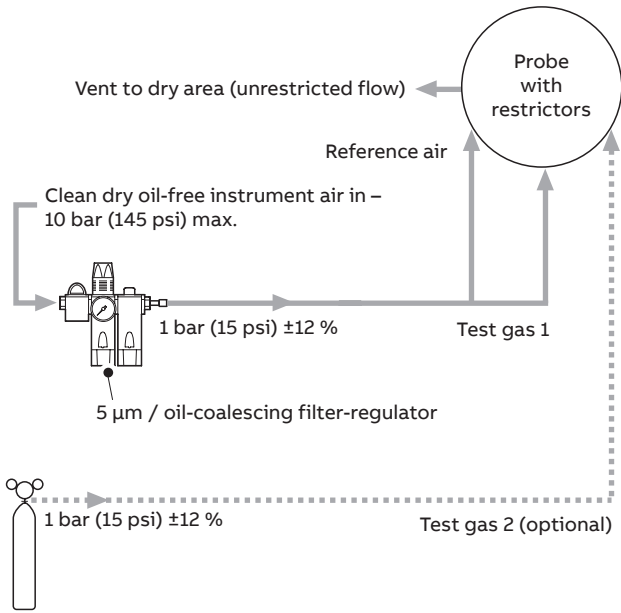 Probe
with
restrictors
Vent to dry area (unrestricted flow)
Reference air
Clean dry oil-free instrument air in –
10 bar (145 psi) max.
1 bar (15 psi) ±12 %
Test gas 1
5 µm / oil-coalescing filter-regulator
1 bar (15 psi) ±12 %
Test gas 2 (optional)